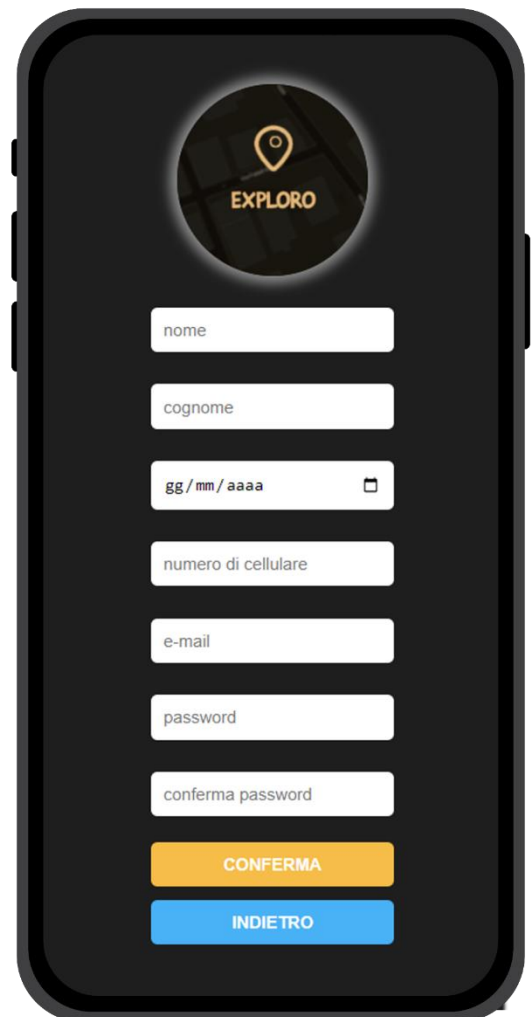 EXPLORO
nome
cognome
gg/mm/aaaa
numero di cellulare
e-mail
password
conferma password
CONFERMA
INDIETRO